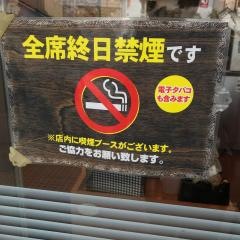 全席終日禁煙です
電子タバコ
も含みます
※店内に喫煙ブースがございます。
ご協力をお願い致します。